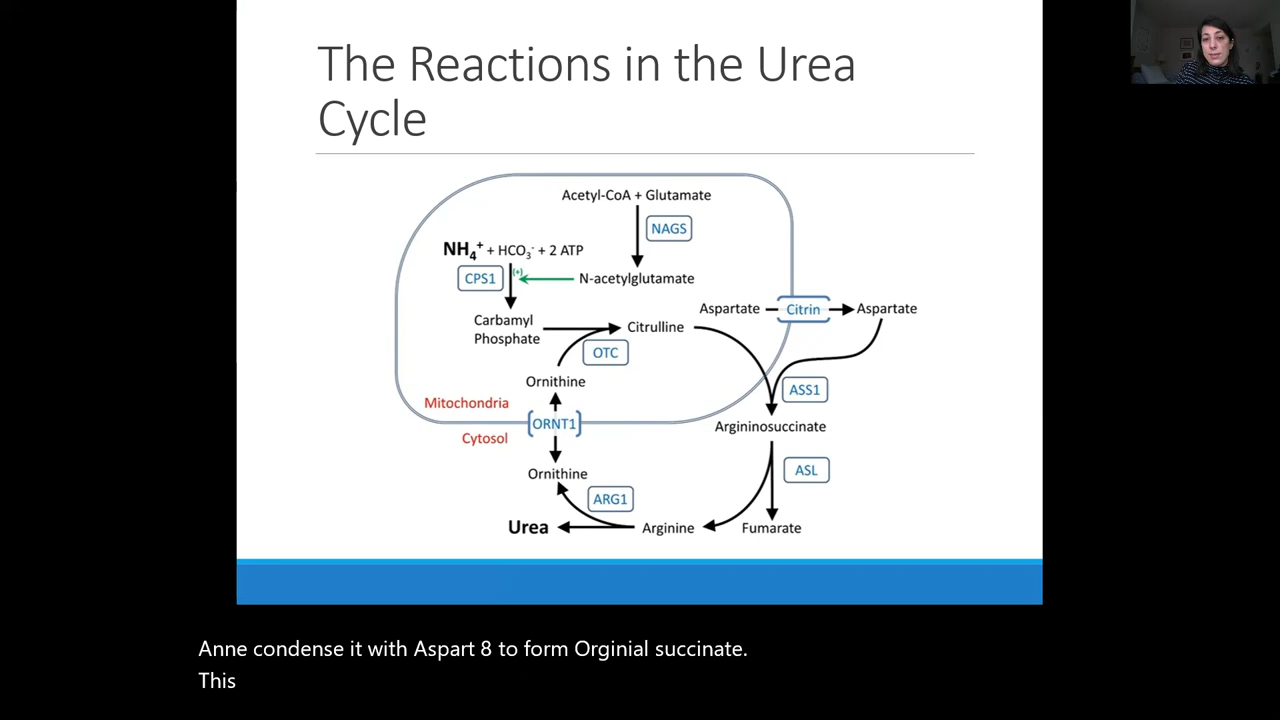 The Reactions in the Urea
Cycle
Acetyl-CoA + Glutamate
NAGS
NH₄⁺ + HCO₃⁻ + 2 ATP
CPS1
(+)
N-acetylglutamate
Aspartate
Citrin
Aspartate
Carbamyl
Phosphate
Citrulline
OTC
Ornithine
ASS1
Mitochondria
ORNT1
Argininosuccinate
Cytosol
Ornithine
ASL
ARG1
Urea
Arginine
Fumarate
Anne condense it with Aspart 8 to form Orginial succinate.
This